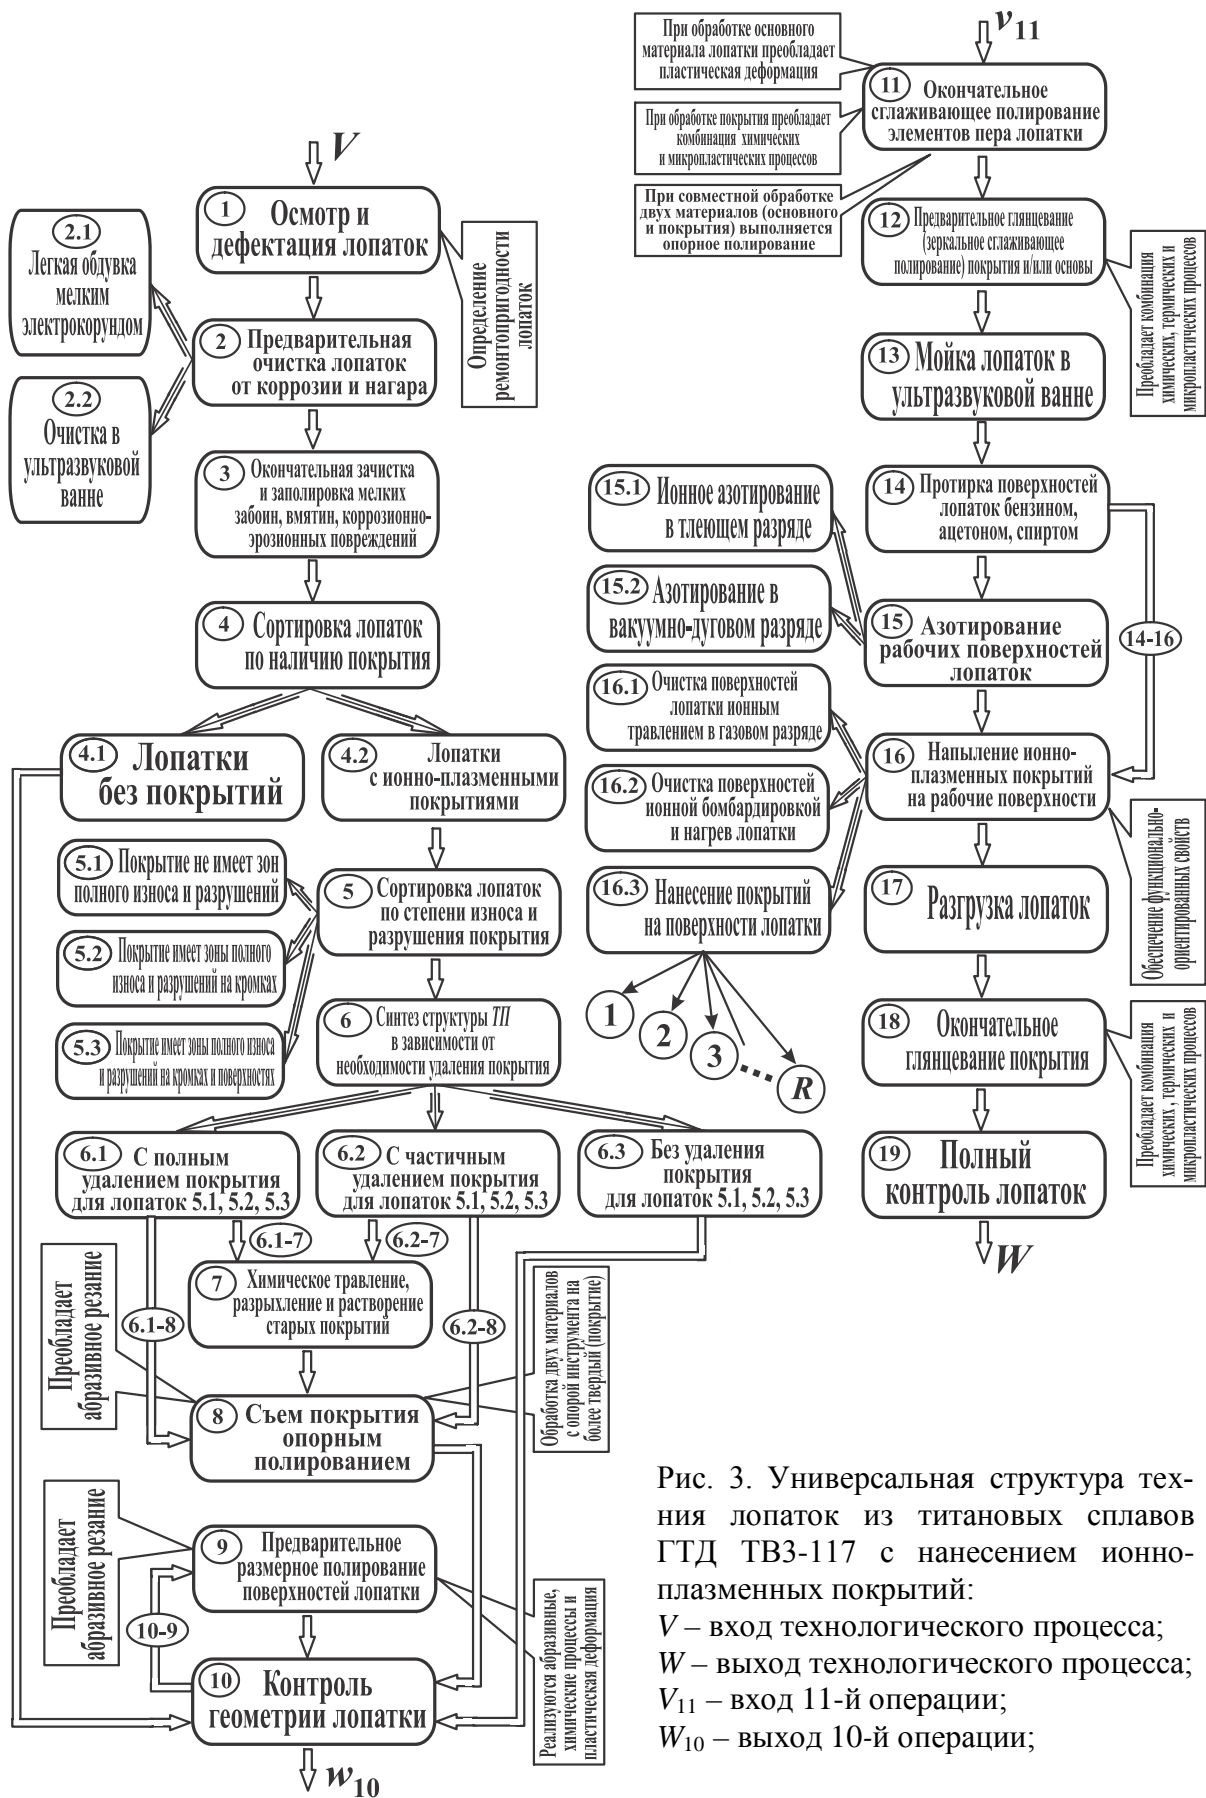 V
1
Осмотр и
дефектация лопаток
Определение
ремонтопригодности
лопаток
2.1
Легкая обдувка
мелким
электрокорундом
2
Предварительная
очистка лопаток
от коррозии и нагара
2.2
Очистка в
ультразвуковой
ванне
3
Окончательная зачистка
и заполировка мелких
забоин, вмятин, коррозионно-
эрозионных повреждений
4
Сортировка лопаток
по наличию покрытия
4.1
Лопатки
без покрытий
4.2
Лопатки
с ионно-плазменными
покрытиями
5.1
Покрытие не имеет зон
полного износа и разрушений
5
Сортировка лопаток
по степени износа и
разрушения покрытия
5.2
Покрытие имеет зоны полного
износа и разрушений на кромках
5.3
Покрытие имеет зоны полного износа
и разрушений на кромках и поверхностях
6
Синтез структуры ТП
в зависимости от
необходимости удаления покрытия
6.1
С полным
удалением покрытия
для лопаток 5.1, 5.2, 5.3
6.2
С частичным
удалением покрытия
для лопаток 5.1, 5.2, 5.3
6.3
Без удаления
покрытия
для лопаток 5.1, 5.2, 5.3
6.1-7
6.2-7
7
Химическое травление,
разрыхление и растворение
старых покрытий
6.1-8
6.2-8
Преобладает
абразивное резание
Обработка двух материалов
с опорой инструмента на
более твердый (покрытие)
8
Съем покрытия
опорным
полированием
Преобладает
абразивное резание
9
Предварительное
размерное полирование
поверхностей лопатки
10-9
Реализуются абразивные,
химические процессы и
пластическая деформация
10
Контроль
геометрии лопатки
w10
v11
При обработке основного
материала лопатки преобладает
пластическая деформация
11
Окончательное
сглаживающее полирование
элементов пера лопатки
При обработке покрытия преобладает
комбинация химических
и микропластических процессов
При совместной обработке
двух материалов (основного
и покрытия) выполняется
опорное полирование
12
Предварительное глянцевание
(зеркальное сглаживающее
полирование) покрытия и/или основы
Преобладает комбинация
химических, термических и
микропластических процессов
13
Мойка лопаток в
ультразвуковой ванне
14
Протирка поверхностей
лопаток бензином,
ацетоном, спиртом
15.1
Ионное азотирование
в тлеющем разряде
15.2
Азотирование в
вакуумно-дуговом разряде
15
Азотирование
рабочих поверхностей
лопаток
14-16
16.1
Очистка поверхностей
лопатки ионным
травлением в газовом разряде
16
Напыление ионно-
плазменных покрытий
на рабочие поверхности
16.2
Очистка поверхностей
ионной бомбардировкой
и нагрев лопатки
16.3
Нанесение покрытий
на поверхности лопатки
1
2
3
R
Обеспечение функционально-
ориентированных свойств
17
Разгрузка лопаток
18
Окончательное
глянцевание покрытия
Преобладает комбинация
химических , термических и
микропластических процессов
19
Полный
контроль лопаток
W
Рис. 3. Универсальная структура тех-
ния лопаток из титановых сплавов
ГТД ТВ3-117 с нанесением ионно-
плазменных покрытий:
V – вход технологического процесса;
W – выход технологического процесса;
V11 – вход 11-й операции;
W10 – выход 10-й операции;